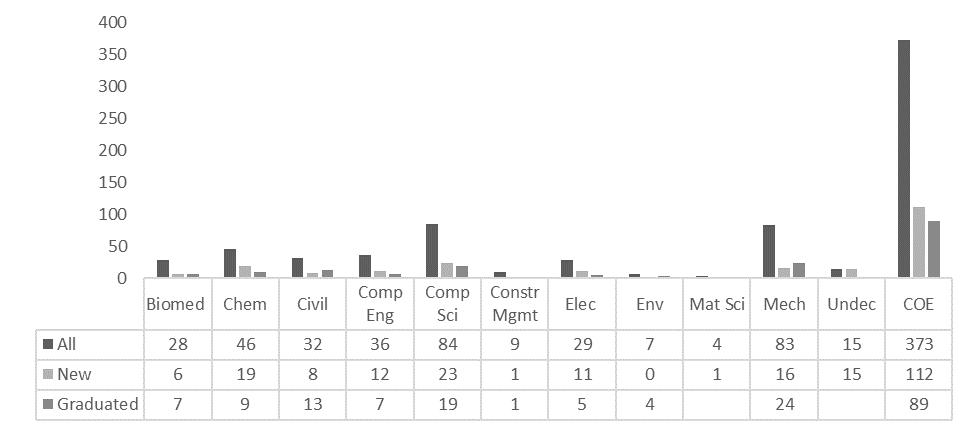 400
350
300
250
200
150
100
50
0
Biomed Chem Civil Comp Eng Comp Sci Constr Mgmt Elec Env Mat Sci Mech Undec COE
All 28 46 32 36 84 9 29 7 4 83 15 373
New 6 19 8 12 23 1 11 0 1 16 15 112
Graduated 7 9 13 7 19 1 5 4 24 89